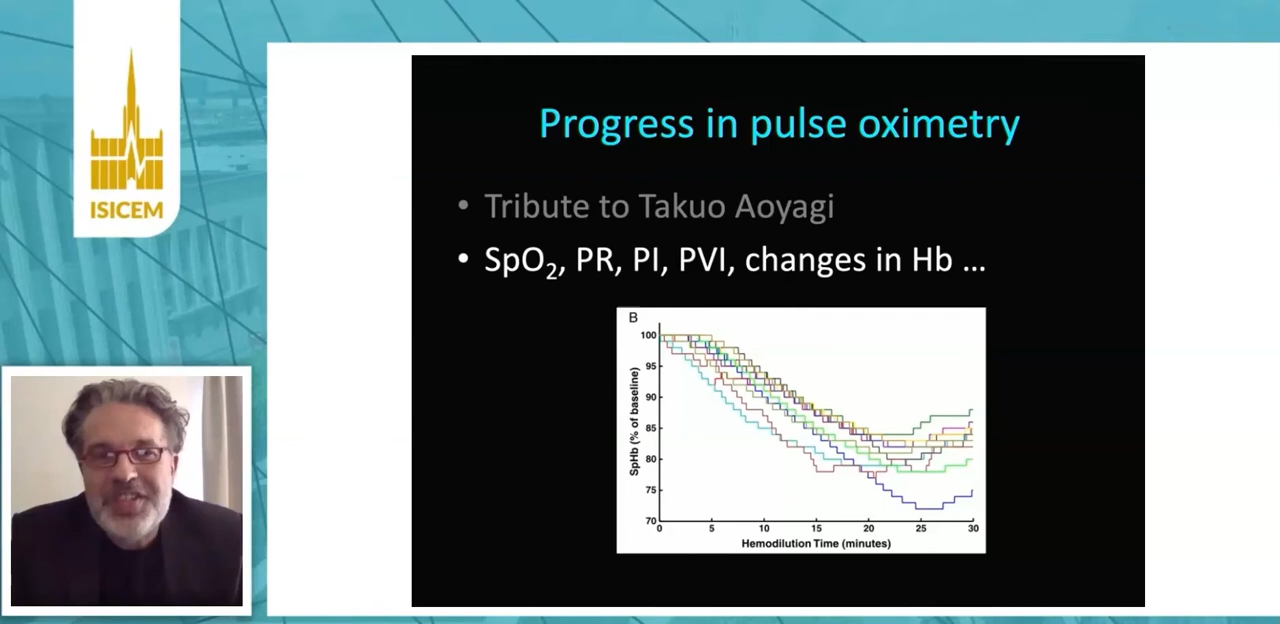 ISICEM
Progress in pulse oximetry
• Tribute to Takuo Aoyagi
• SpO₂, PR, PI, PVI, changes in Hb ...
B
SpHb (% of baseline)
100
95
90
85
80
75
70
0 5 10 15 20 25 30
Hemodilution Time (minutes)